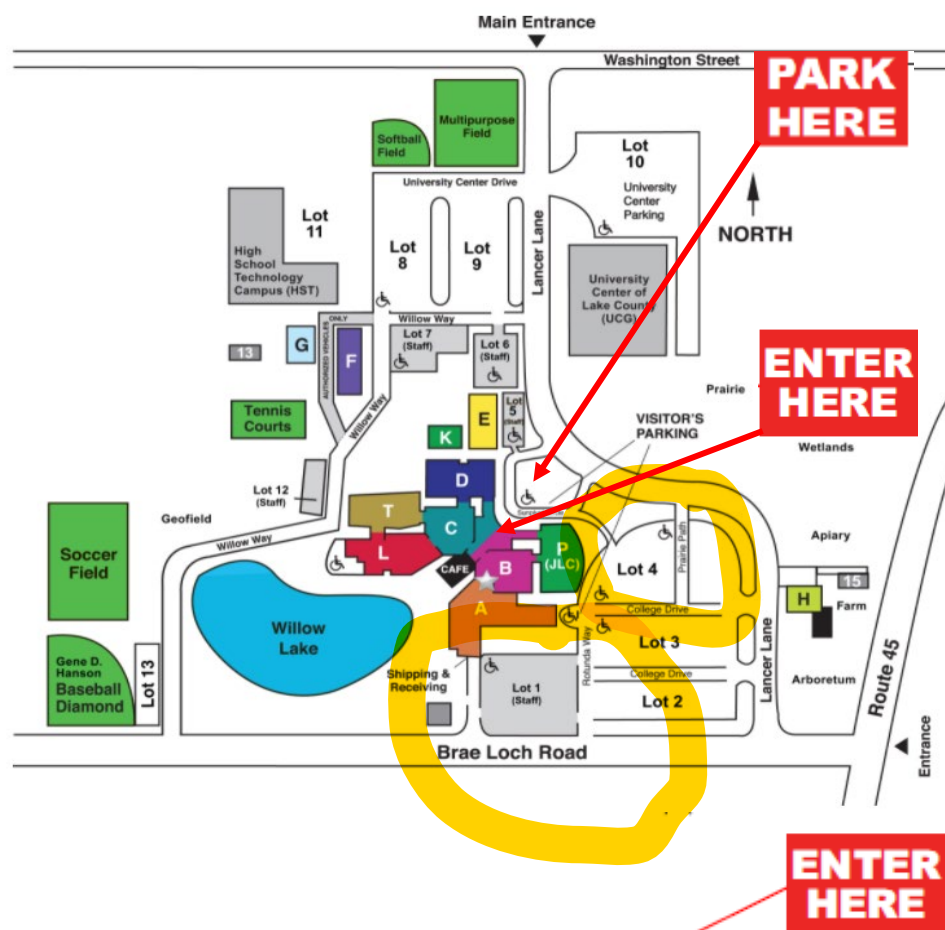 Main Entrance
Washington Street
PARK
HERE
Multipurpose
Field
Softball
Field
Lot
10
University
Center
Parking
University Center Drive
NORTH
Lot
11
High
School
Technology
Campus (HST)
Lot
8
Lot
9
Lancer Lane
University
Center of
Lake County
(UCG)
ONLY
AUTHORIZED VEHICLES
Willow Way
Lot 7
(Staff)
Lot 6
(Staff)
ENTER
HERE
G
F
13
Prairie
Tennis
Courts
Willow Way
K
E
Lot
5
(Staff)
VISITOR'S
PARKING
Wetlands
D
Lot 12
(Staff)
T
C
Geofield
Willow Way
L
CAFE
B
P
(JLC)
Lot 4
Prairie Path
Apiary
Soccer
Field
15
H
Farm
A
College Drive
Willow
Lake
Lot 3
Rotunda Way
Lancer Lane
Gene D.
Hanson
Baseball
Diamond
Lot 13
Shipping &
Receiving
College Drive
Arboretum
Lot 1
(Staff)
Lot 2
Route 45
Brae Loch Road
Entrance
ENTER
HERE